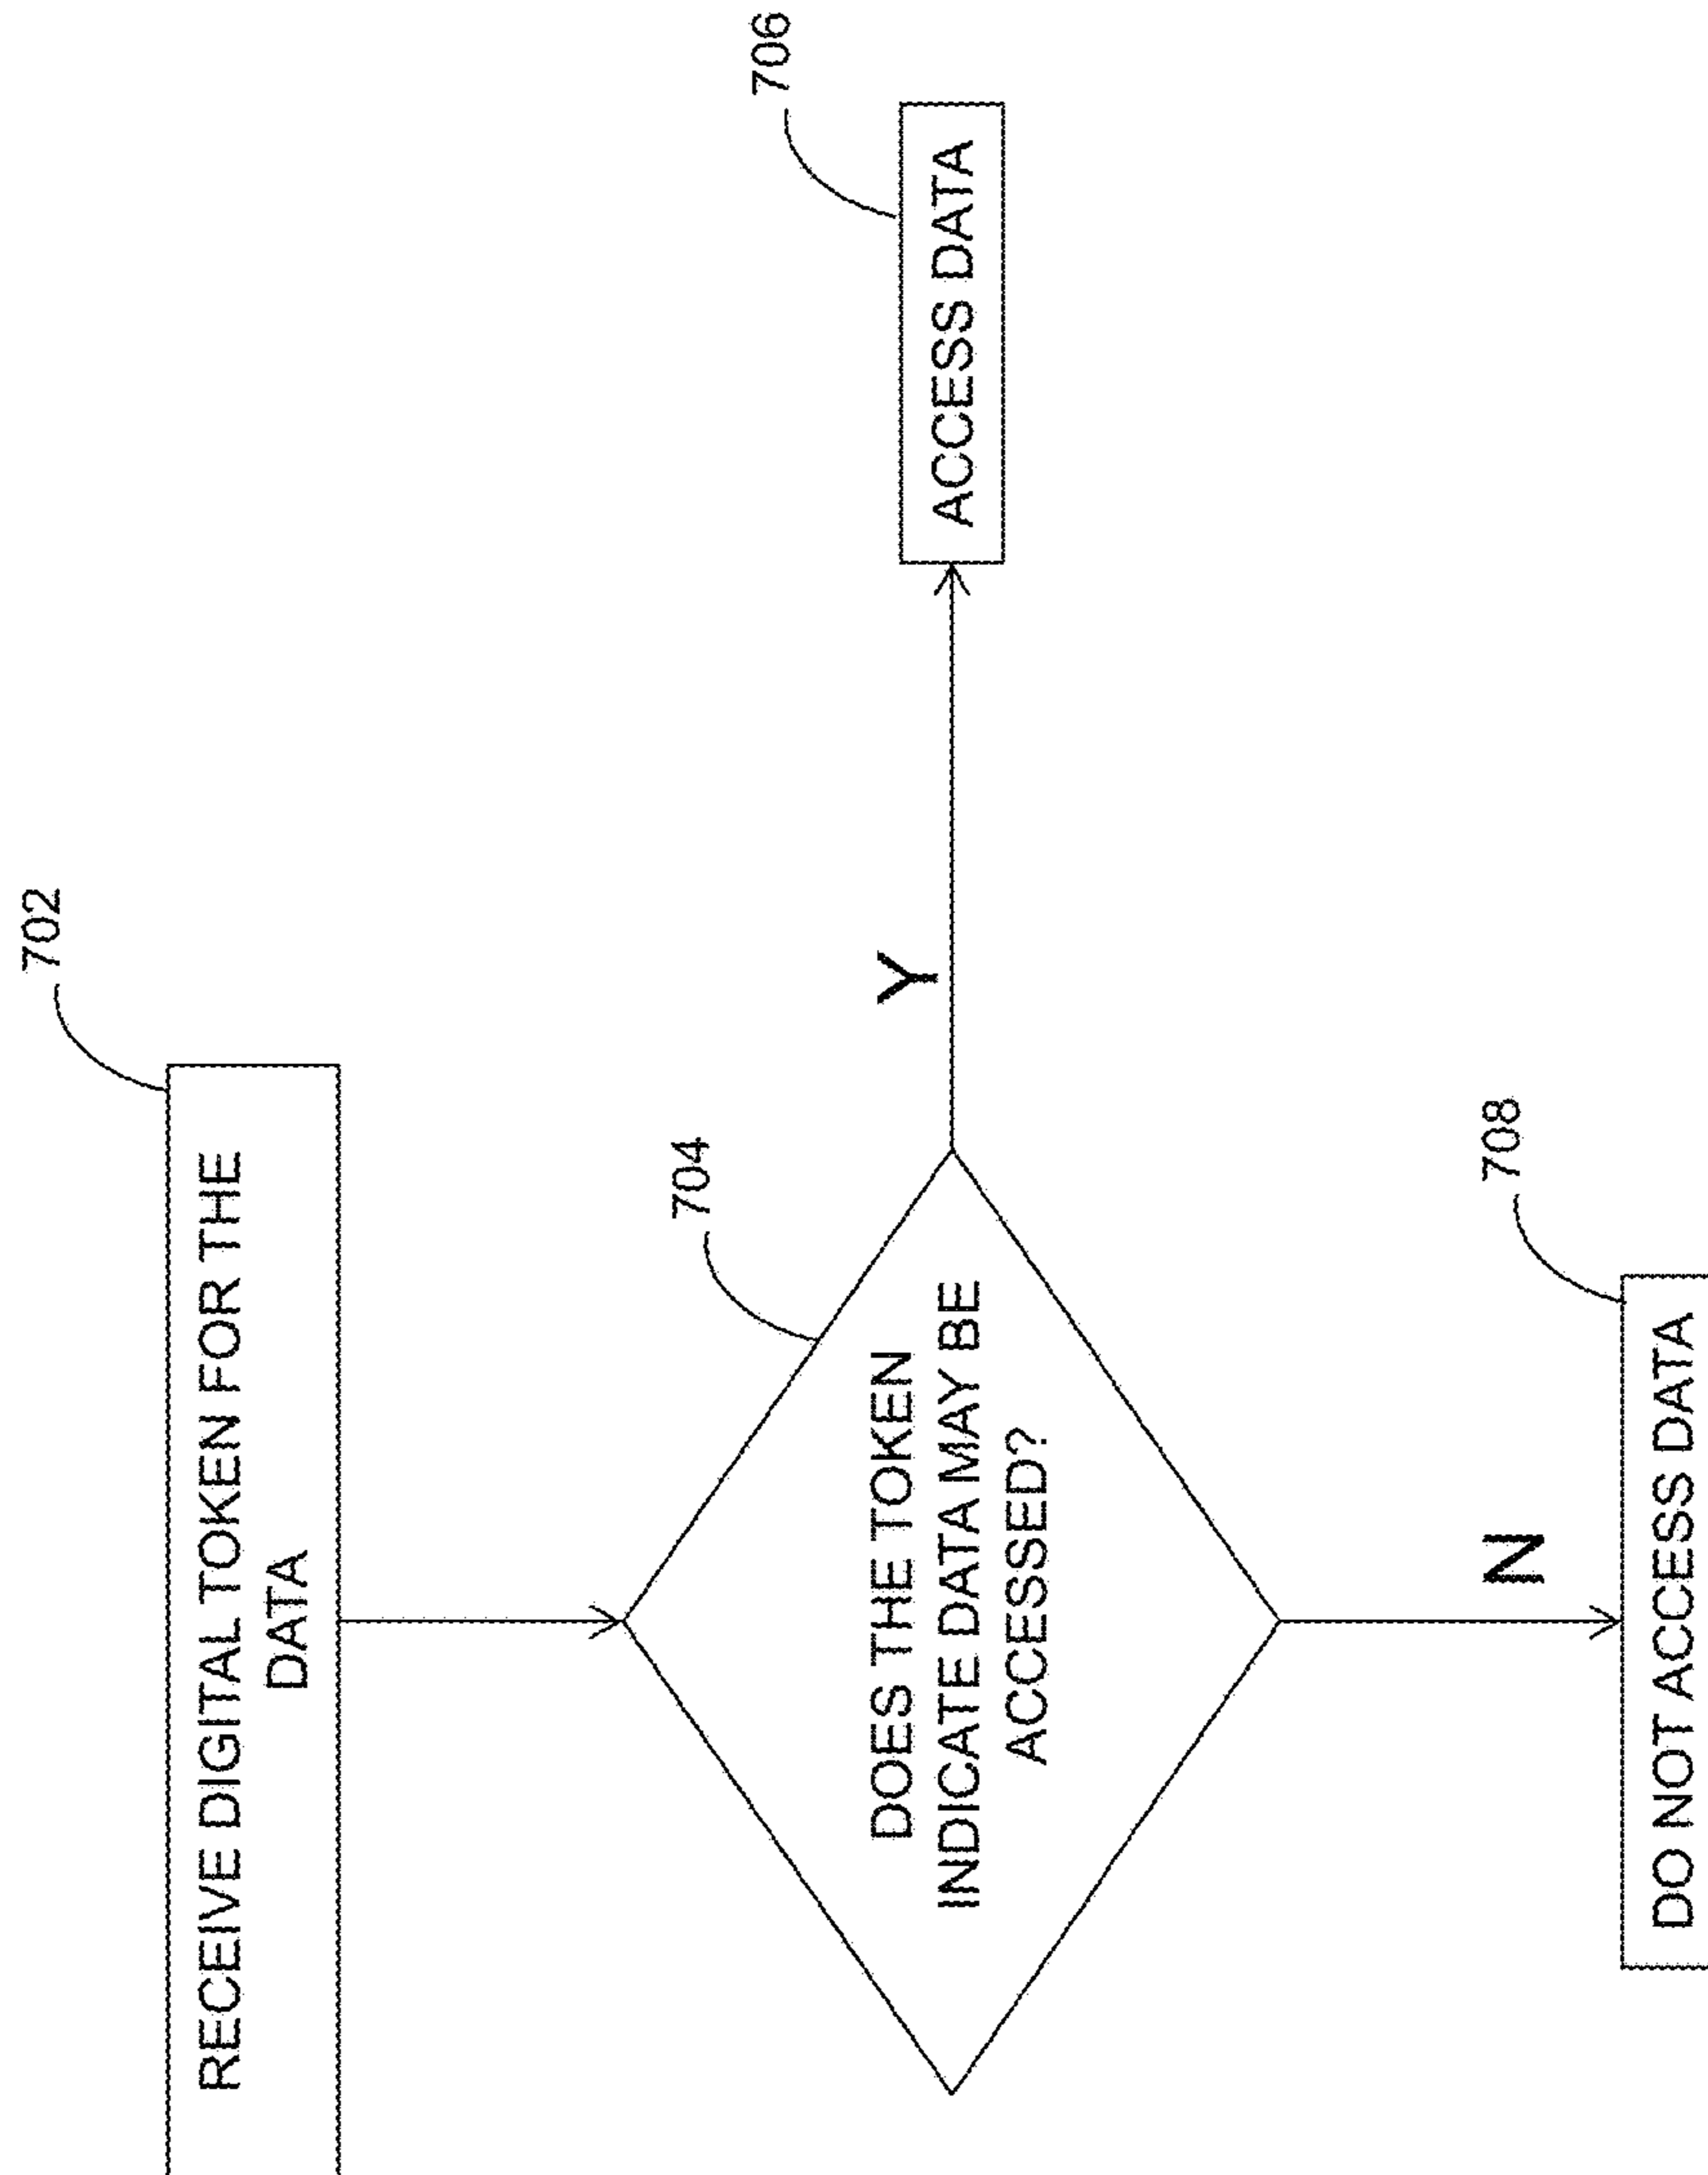 702
RECEIVE DIGITAL TOKEN FOR THE
DATA
704
DOES THE TOKEN
INDICATE DATA MAY BE
ACCESSED?
Y
706
ACCESS DATA
N
708
DO NOT ACCESS DATA